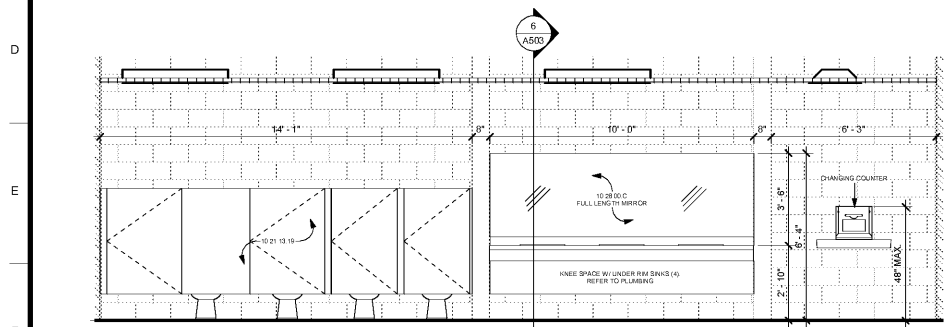 6
A503
D
14' - 1"
8"
10' - 0"
8"
6' - 3"
E
CHANGING COUNTER
10 28 00.C
FULL LENGTH MIRROR
3' - 6"
6' - 4"
10 21 13.19
48" MAX.
KNEE SPACE W/ UNDER RIM SINKS (4).
REFER TO PLUMBING
2' - 10"